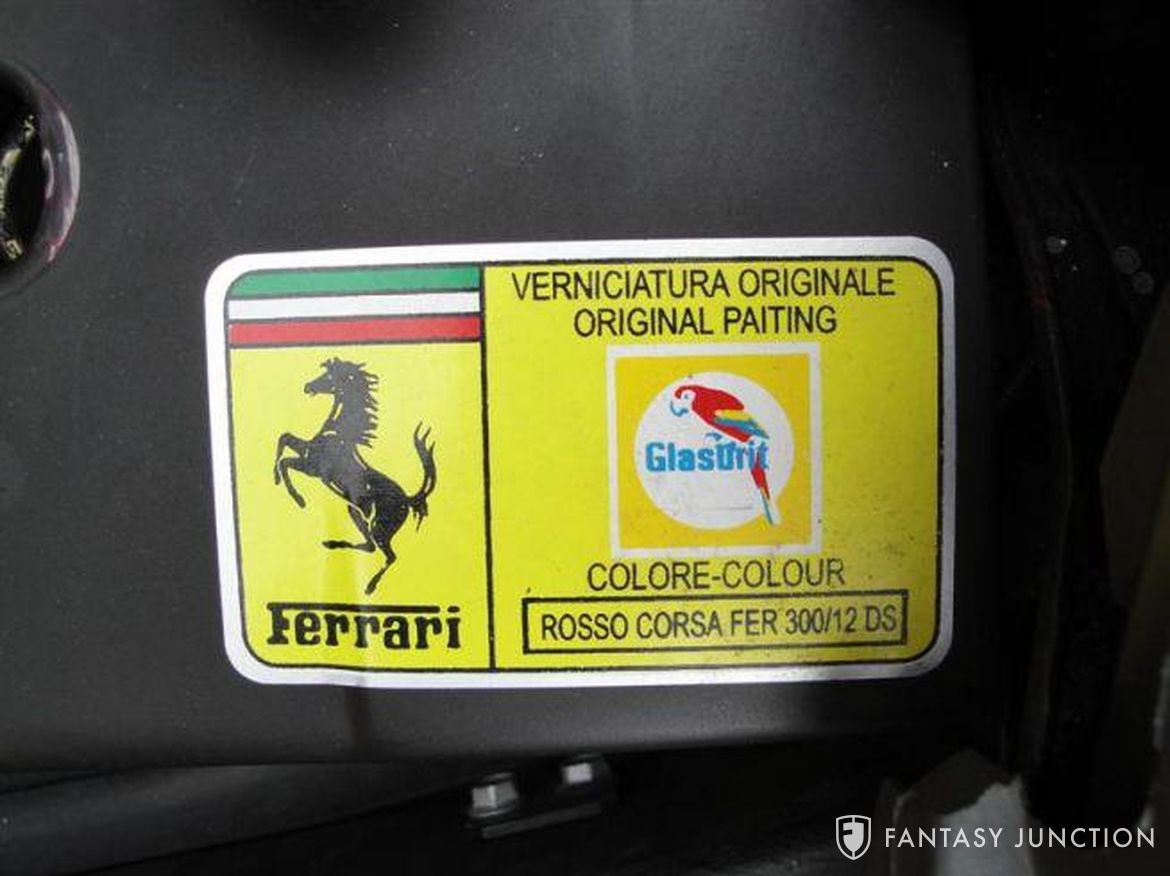 VERNICIATURA ORIGINALE
ORIGINAL PAITING
Glasurit
COLORE-COLOUR
ROSSO CORSA FER 300/12 DS
Ferrari
FANTASY JUNCTION